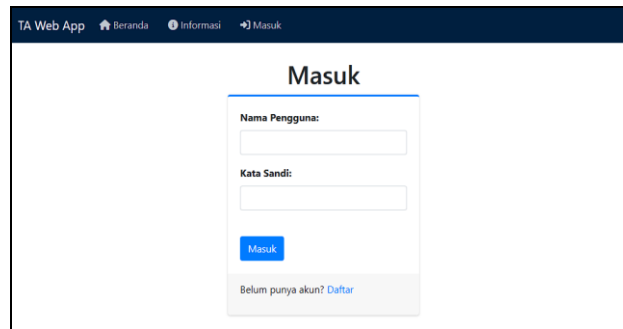 TA Web App Beranda Informasi Masuk
Masuk
Nama Pengguna:
Kata Sandi:
Masuk
Belum punya akun? Daftar